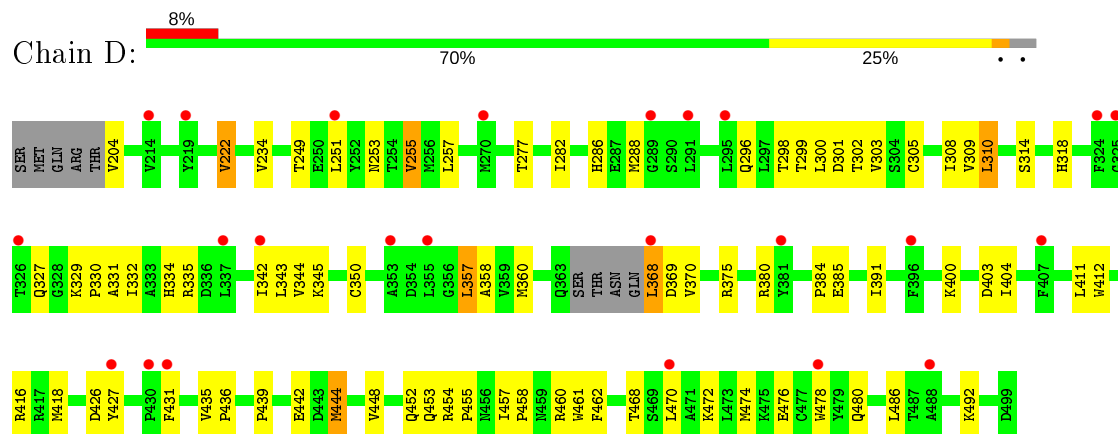 8%
Chain D:
70% 25% • •
SER MET GLN ARG THR V204 V214 Y219 V222 V234 T249 E250 L251 Y252 N253 T254 V255 M256 L257 M270 T277 I282 H286 E287 M288 G289 S290 L291 L295 Q296 L297 T298 T299 L300 D301 T302 V303 S304 C305 I308 V309 L310 S314 H318 F324 C325
T326 Q327 G328 K329 P330 A331 I332 A333 H334 R335 D336 L337 I342 L343 V344 K345 C350 A353 D354 L355 G356 L357 A358 V359 M360 Q363 SER THR ASN GLN L368 D369 V370 R375 R380 Y381 P384 E385 I391 F396 F397 K400 D403 I404 L411 W412
R416 R417 M418 D426 Y427 P430 F431 V435 P436 P439 E442 D443 M444 V448 Q452 Q453 R454 P455 N456 I457 P458 N459 R460 W461 F462 T468 S469 L470 A471 K472 L473 M474 K475 E476 C477 W478 Y479 Q480 L486 T487 A488 K492 D499